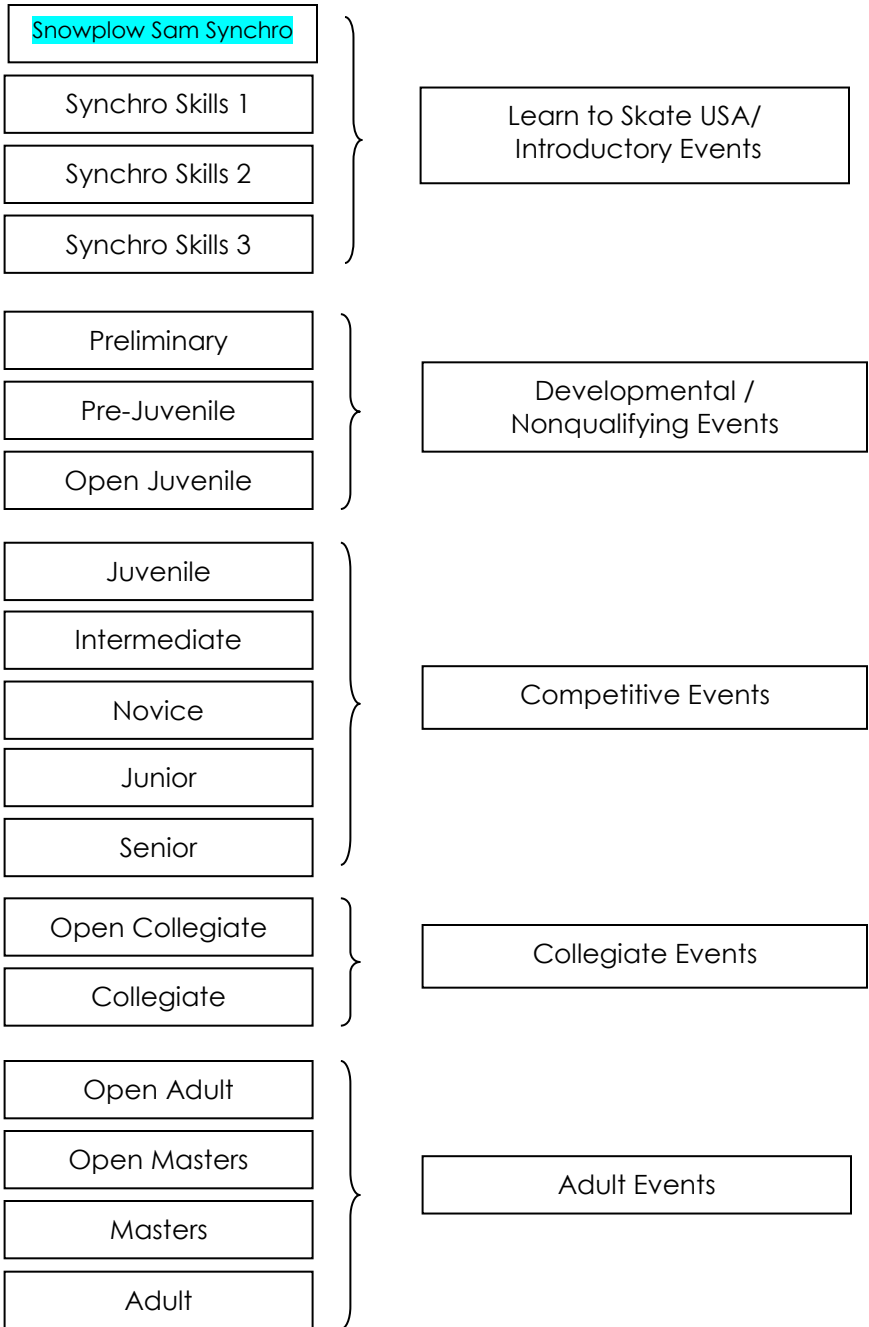 Snowplow Sam Synchro
Synchro Skills 1
Synchro Skills 2
Synchro Skills 3
Learn to Skate USA/
Introductory Events
Preliminary
Pre-Juvenile
Open Juvenile
Developmental /
Nonqualifying Events
Juvenile
Intermediate
Novice
Junior
Senior
Competitive Events
Open Collegiate
Collegiate
Collegiate Events
Open Adult
Open Masters
Masters
Adult
Adult Events